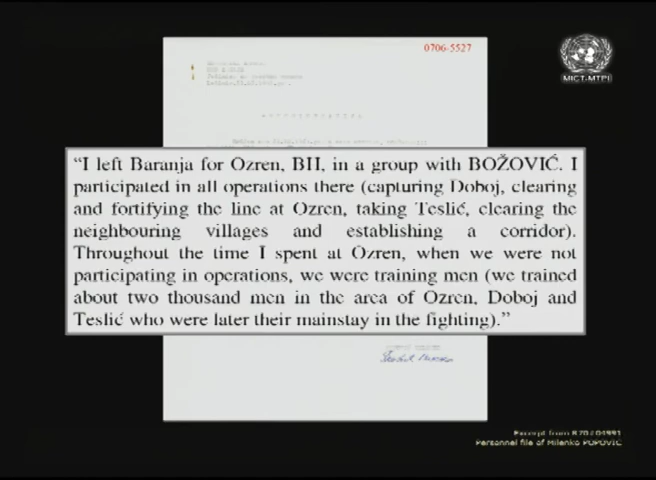 0706-5527
MICT-MTPI
“I left Baranja for Ozren, BH, in a group with BOŽOVIĆ. I
participated in all operations there (capturing Doboj, clearing
and fortifying the line at Ozren, taking Teslić, clearing the
neighbouring villages and establishing a corridor).
Throughout the time I spent at Ozren, when we were not
participating in operations, we were training men (we trained
about two thousand men in the area of Ozren, Doboj and
Teslić who were later their mainstay in the fighting).”
Excerpt from
Personnel file of Milenko POPOVIĆ